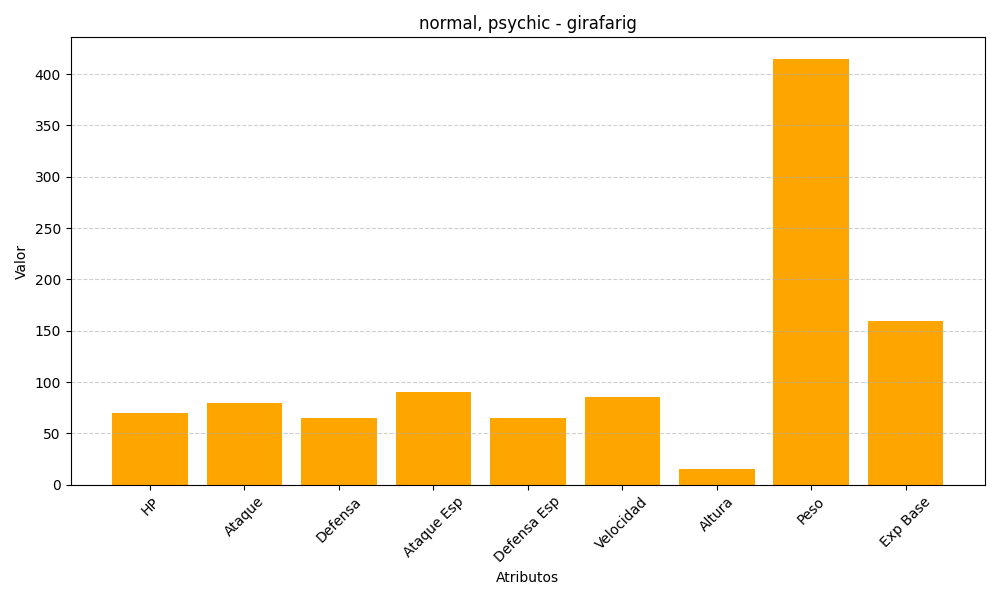 normal, psychic - girafarig
Valor
400
350
300
250
200
150
100
50
0
HP
Ataque
Defensa
Ataque Esp
Defensa Esp
Velocidad
Altura
Peso
Exp Base
Atributos